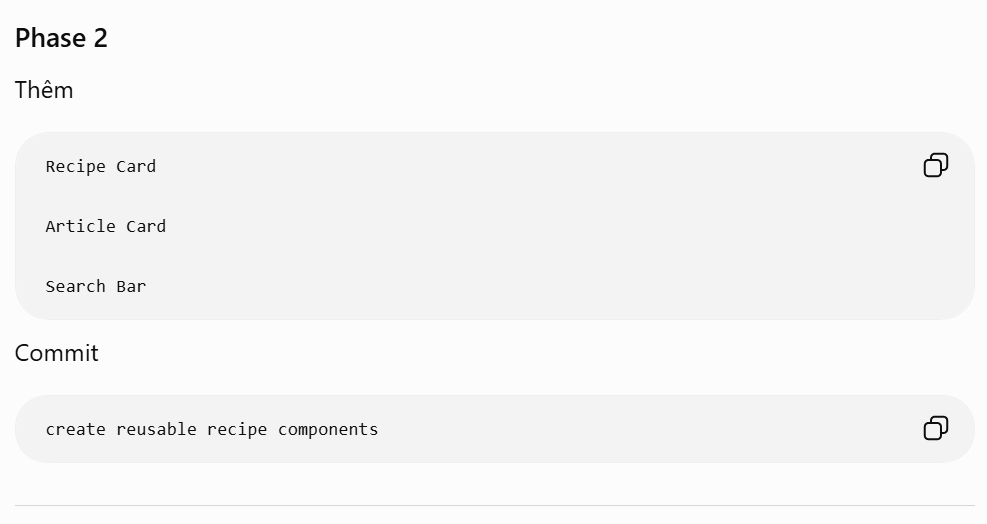 Phase 2
Thêm
Recipe Card
Article Card
Search Bar
Commit
create reusable recipe components